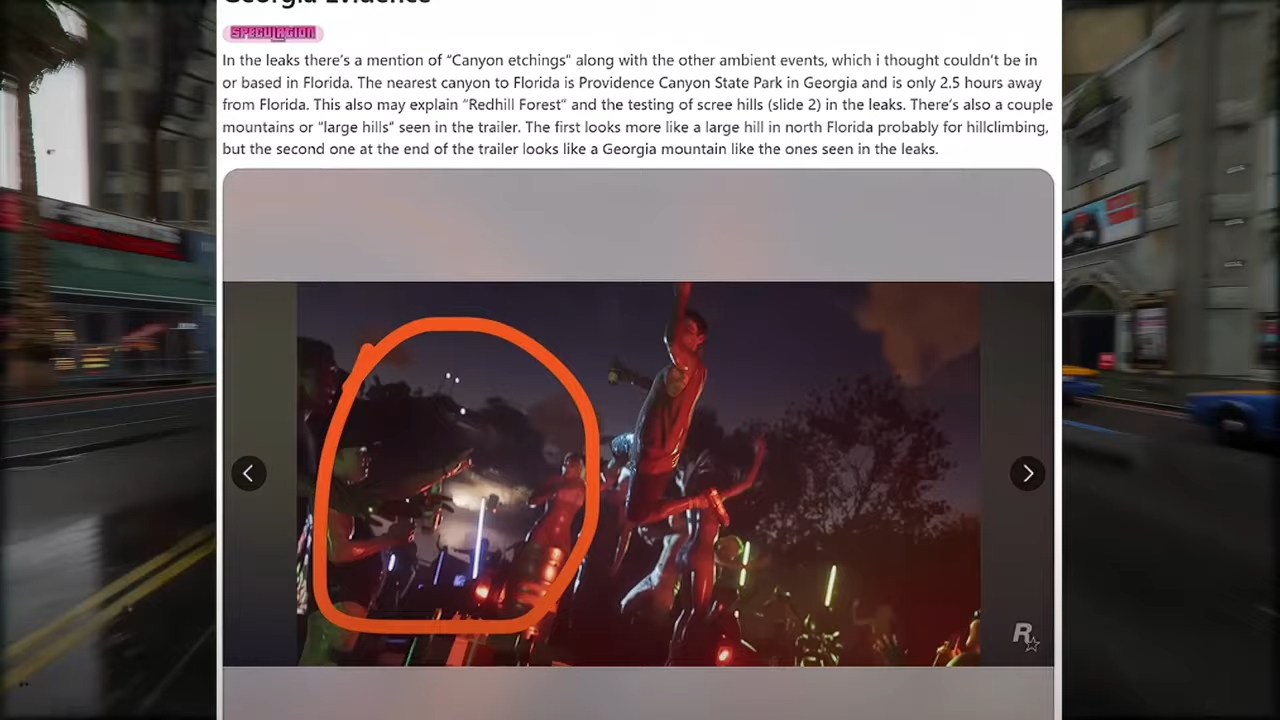 Georgia Evidence
SPECULATION
In the leaks there's a mention of “Canyon etchings” along with the other ambient events, which i thought couldn't be in
or based in Florida. The nearest canyon to Florida is Providence Canyon State Park in Georgia and is only 2.5 hours away
from Florida. This also may explain “Redhill Forest” and the testing of scree hills (slide 2) in the leaks. There's also a couple
mountains or “large hills” seen in the trailer. The first looks more like a large hill in north Florida probably for hillclimbing,
but the second one at the end of the trailer looks like a Georgia mountain like the ones seen in the leaks.
R